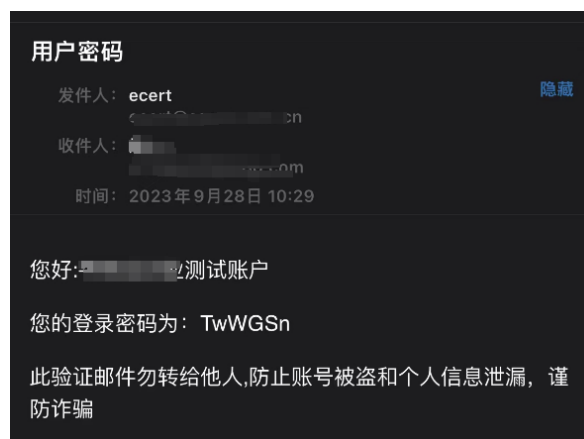 用户密码
发件人： ecert
隐藏
收件人：
时间： 2023年9月28日 10:29
您好:测试账户
您的登录密码为：TwWGSn
此验证邮件勿转给他人,防止账号被盗和个人信息泄漏，谨
防诈骗